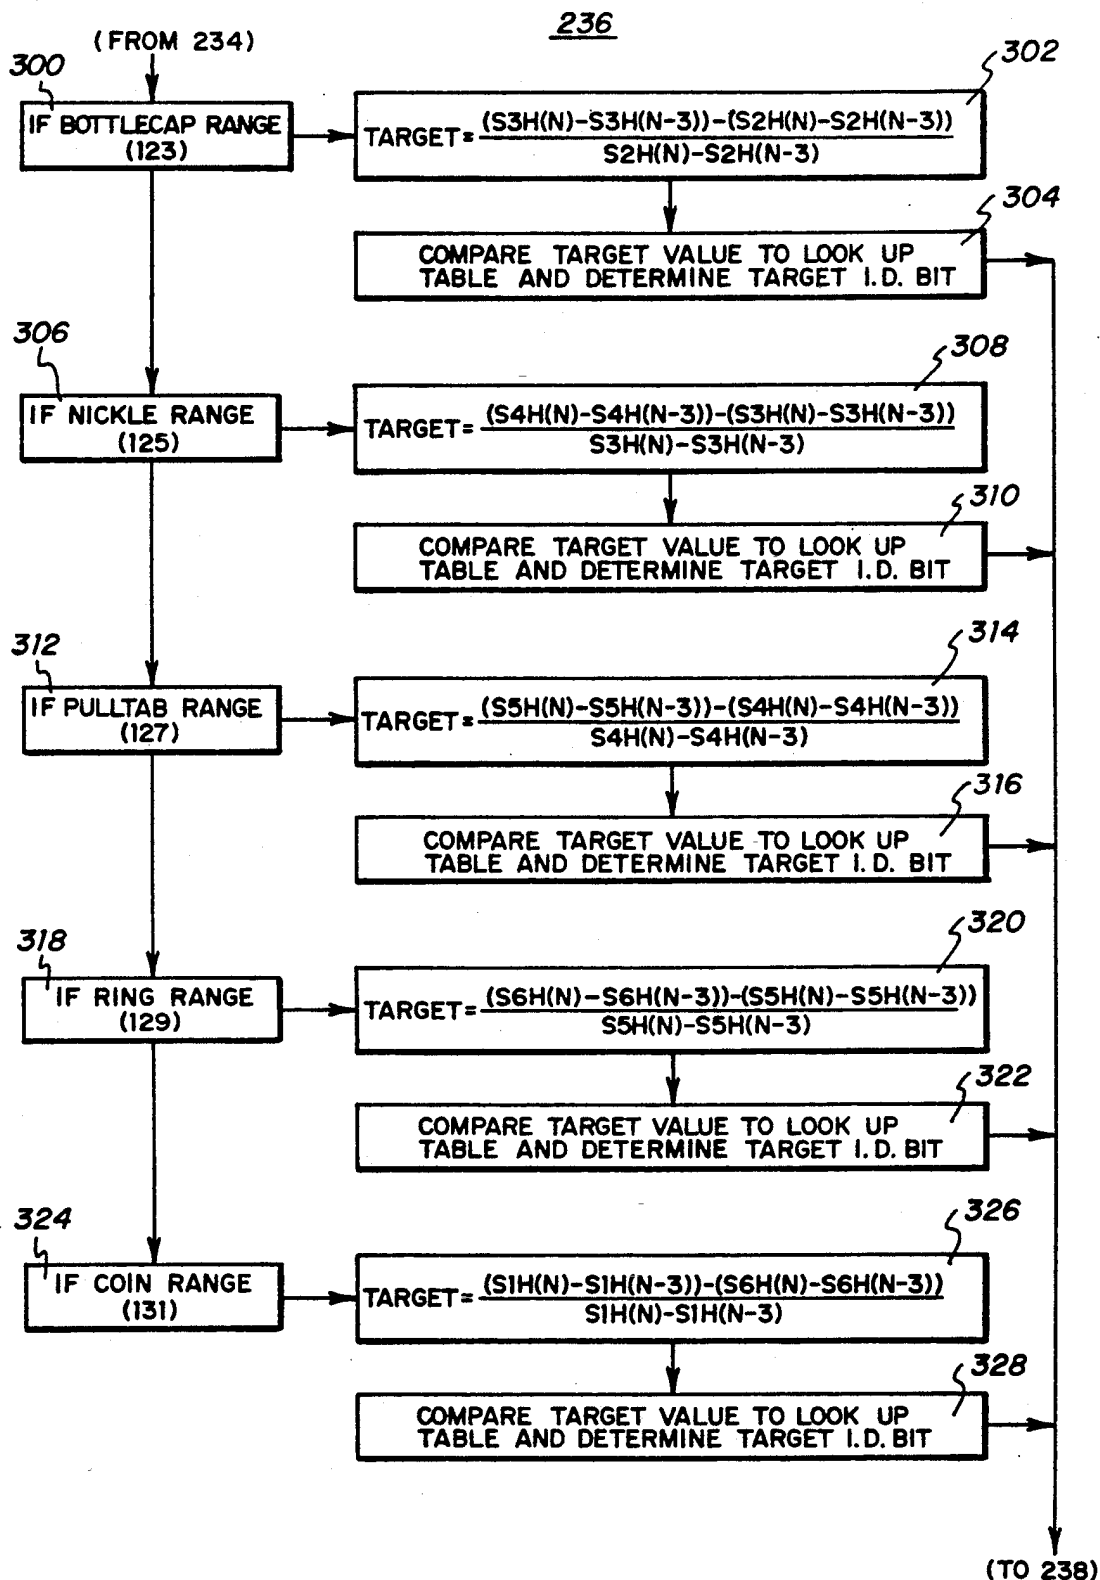 236
(FROM 234)
300
IF BOTTLECAP RANGE
(123)
302
TARGET= (S3H(N)-S3H(N-3))-(S2H(N)-S2H(N-3))
S2H(N)-S2H(N-3)
304
COMPARE TARGET VALUE TO LOOK UP
TABLE AND DETERMINE TARGET I.D. BIT
306
IF NICKLE RANGE
(125)
308
TARGET= (S4H(N)-S4H(N-3))-(S3H(N)-S3H(N-3))
S3H(N)-S3H(N-3)
310
COMPARE TARGET VALUE TO LOOK UP
TABLE AND DETERMINE TARGET I.D. BIT
312
IF PULLTAB RANGE
(127)
314
TARGET= (S5H(N)-S5H(N-3))-(S4H(N)-S4H(N-3))
S4H(N)-S4H(N-3)
316
COMPARE TARGET VALUE TO LOOK UP
TABLE AND DETERMINE TARGET I.D. BIT
318
IF RING RANGE
(129)
320
TARGET= (S6H(N)-S6H(N-3))-(S5H(N)-S5H(N-3))
S5H(N)-S5H(N-3)
322
COMPARE TARGET VALUE TO LOOK UP
TABLE AND DETERMINE TARGET I.D. BIT
324
IF COIN RANGE
(131)
326
TARGET= (S1H(N)-S1H(N-3))-(S6H(N)-S6H(N-3))
S1H(N)-S1H(N-3)
328
COMPARE TARGET VALUE TO LOOK UP
TABLE AND DETERMINE TARGET I.D. BIT
(TO 238)